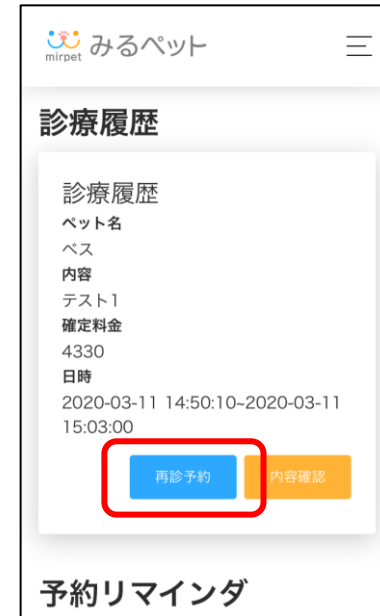 mirpet みるペット
診療履歴
診療履歴
ペット名
ベス
内容
テスト1
確定料金
4330
日時
2020-03-11 14:50:10~2020-03-11
15:03:00
再診予約 内容確認
予約リマインダ